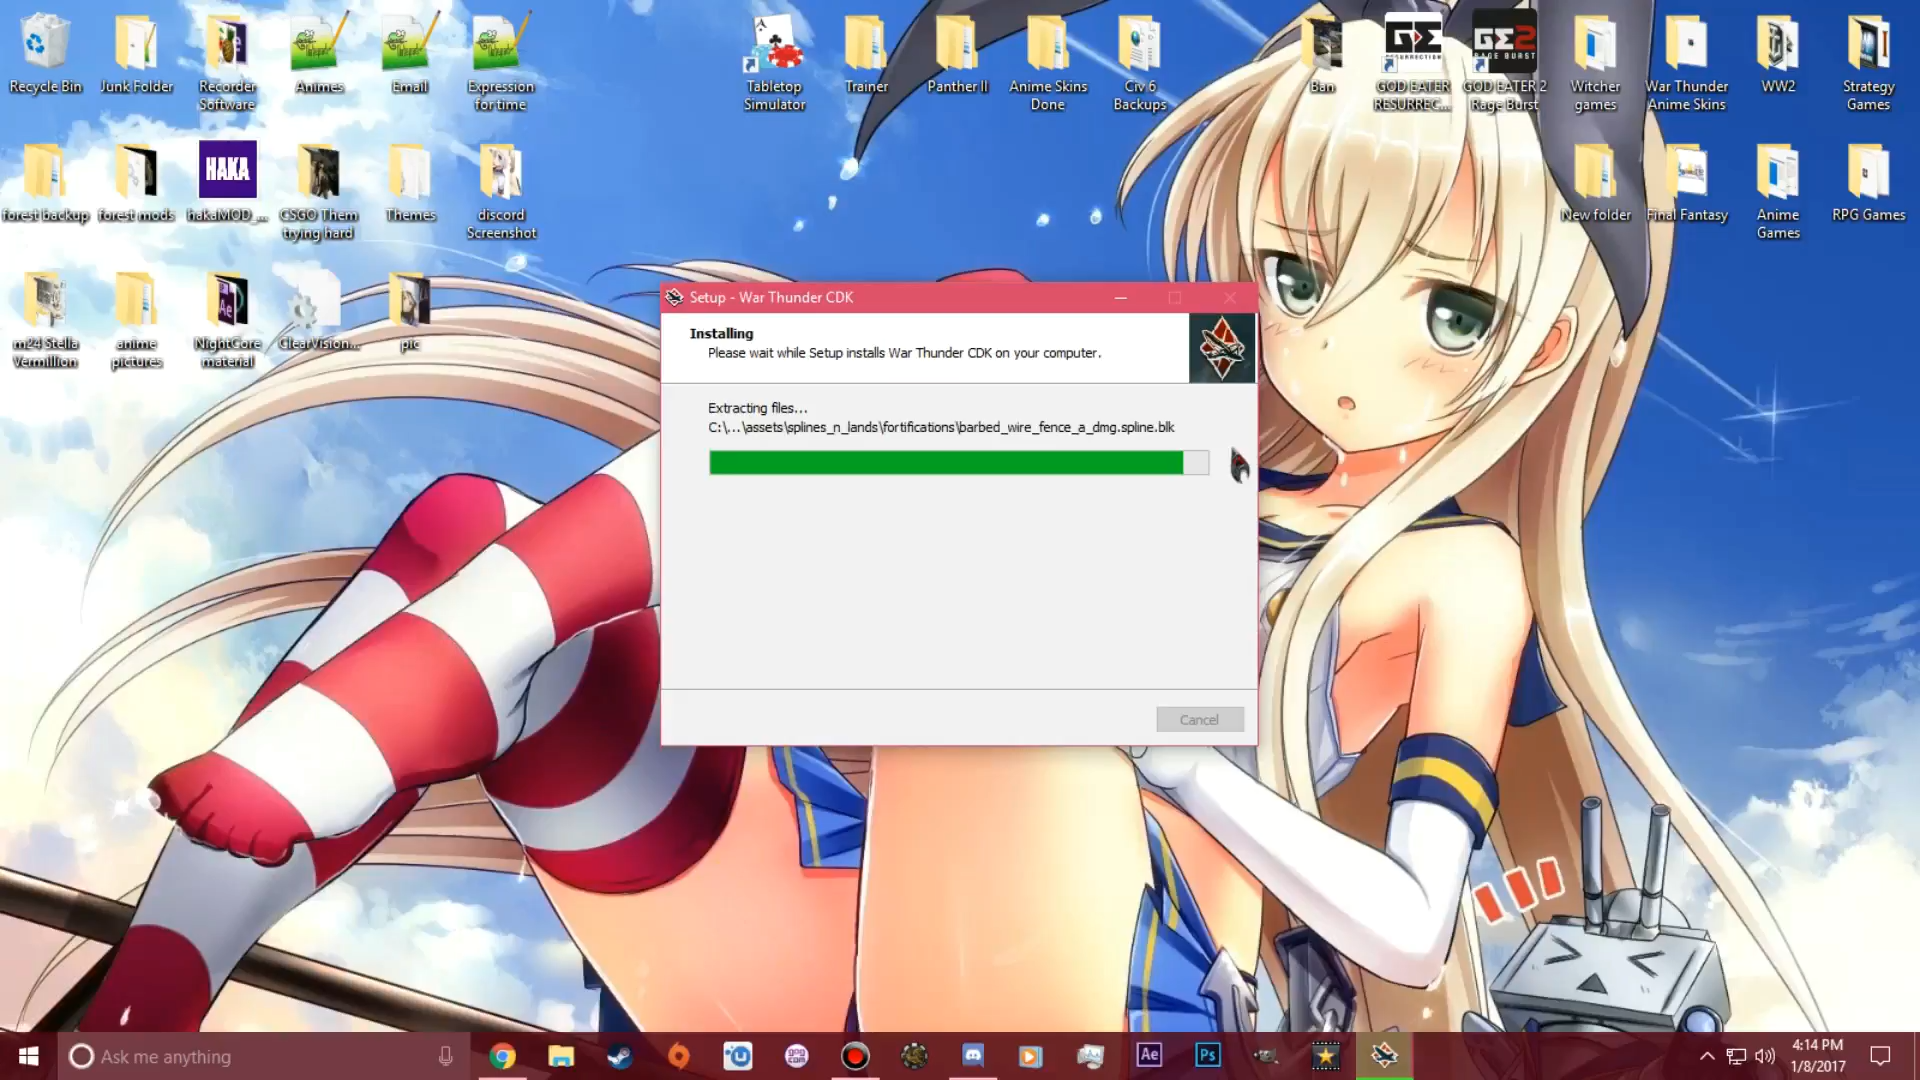 Recycle Bin
Junk Folder
Recorder Software
Animes
Email
Expression for time
Tabletop Simulator
Trainer
Panther II
Anime Skins Done
Civ 6 Backups
Ban
GOD EATER RESURREC...
GOD EATER 2 Rage Burst
Witcher games
War Thunder Anime Skins
WW2
Strategy Games
forest backup
forest mods
HAKA
hakaMOD_...
CSGO Them trying hard
Themes
discord Screenshot
New folder
Final Fantasy
Anime Games
RPG Games
m24 Stella Vermillion
anime pictures
NightCore material
ClearVision...
pic
Setup - War Thunder CDK
Installing
Please wait while Setup installs War Thunder CDK on your computer.
Extracting files...
C:\...\assets\splines_n_lands\fortifications\barbed_wire_fence_a_dmg.spline.blk
Cancel
Ask me anything
gog com
Ae
Ps
4:14 PM
1/8/2017